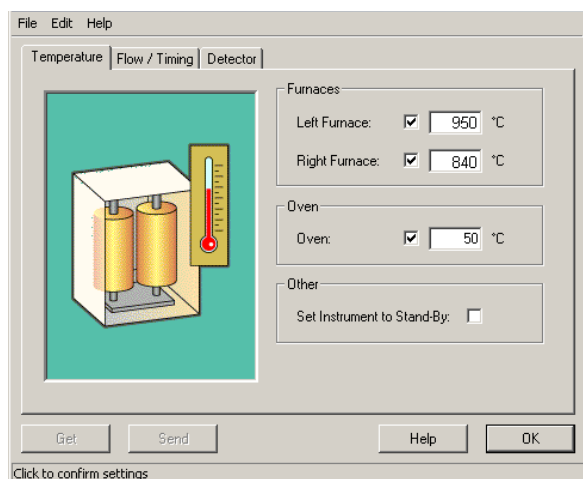 File Edit Help
Temperature Flow / Timing Detector
Furnaces
Left Furnace: 950 °C
Right Furnace: 840 °C
Oven
Oven: 50 °C
Other
Set Instrument to Stand-By:
Get Send Help OK
Click to confirm settings